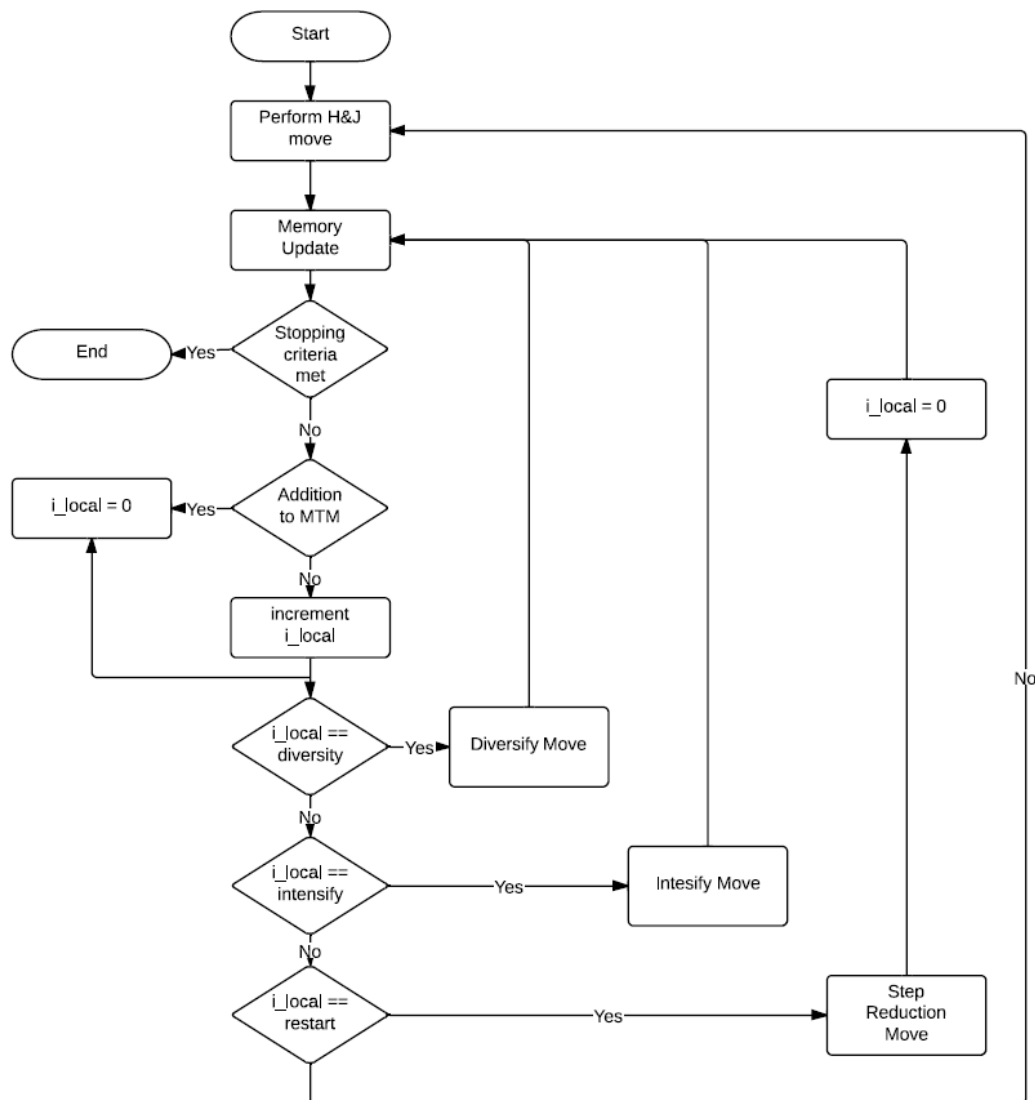 Start
Perform H&J
move
Memory
Update
Stopping
criteria
met
Yes
End
No
i_local = 0
Addition
to MTM
Yes
i_local = 0
No
increment
i_local
No
i_local ==
diversity
Yes
Diversify Move
No
i_local ==
intensify
Yes
Intesify Move
No
i_local ==
restart
Yes
Step
Reduction
Move